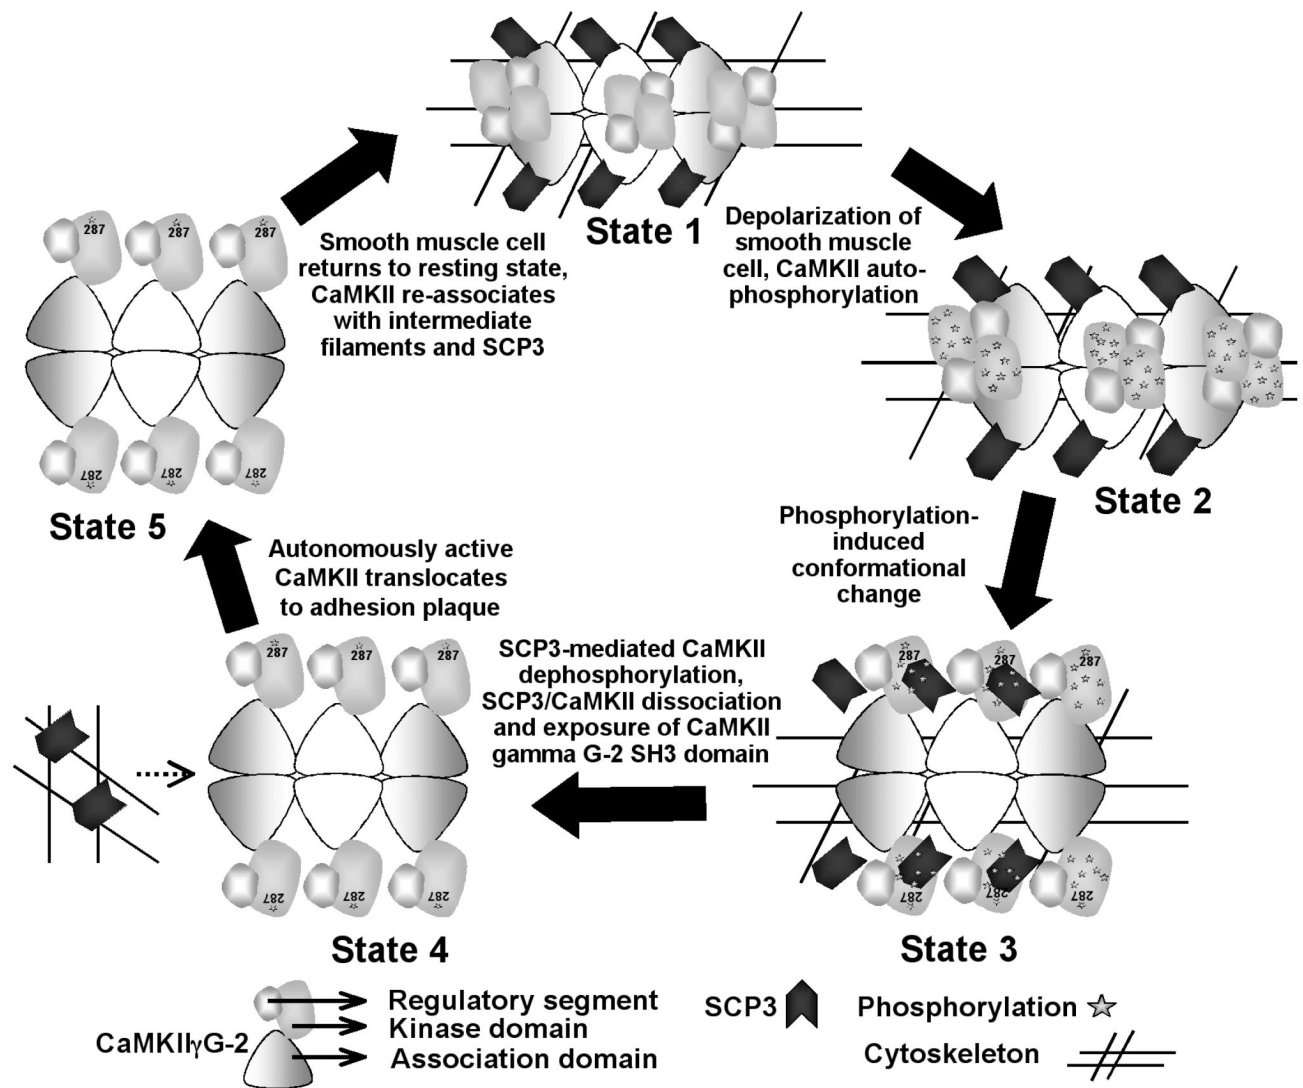 State 1
Depolarization of
smooth muscle
cell, CaMKII auto-
phosphorylation
State 2
Phosphorylation-
induced
conformational
change
287
287
287
287
287
287
State 3
SCP3-mediated CaMKII
dephosphorylation,
SCP3/CaMKII dissociation
and exposure of CaMKII
gamma G-2 SH3 domain
287
287
287
287
287
287
State 4
Autonomously active
CaMKII translocates
to adhesion plaque
287
287
287
287
287
287
State 5
Smooth muscle cell
returns to resting state,
CaMKII re-associates
with intermediate
filaments and SCP3
CaMKIIγG-2
Regulatory segment
Kinase domain
Association domain
SCP3
Phosphorylation
Cytoskeleton